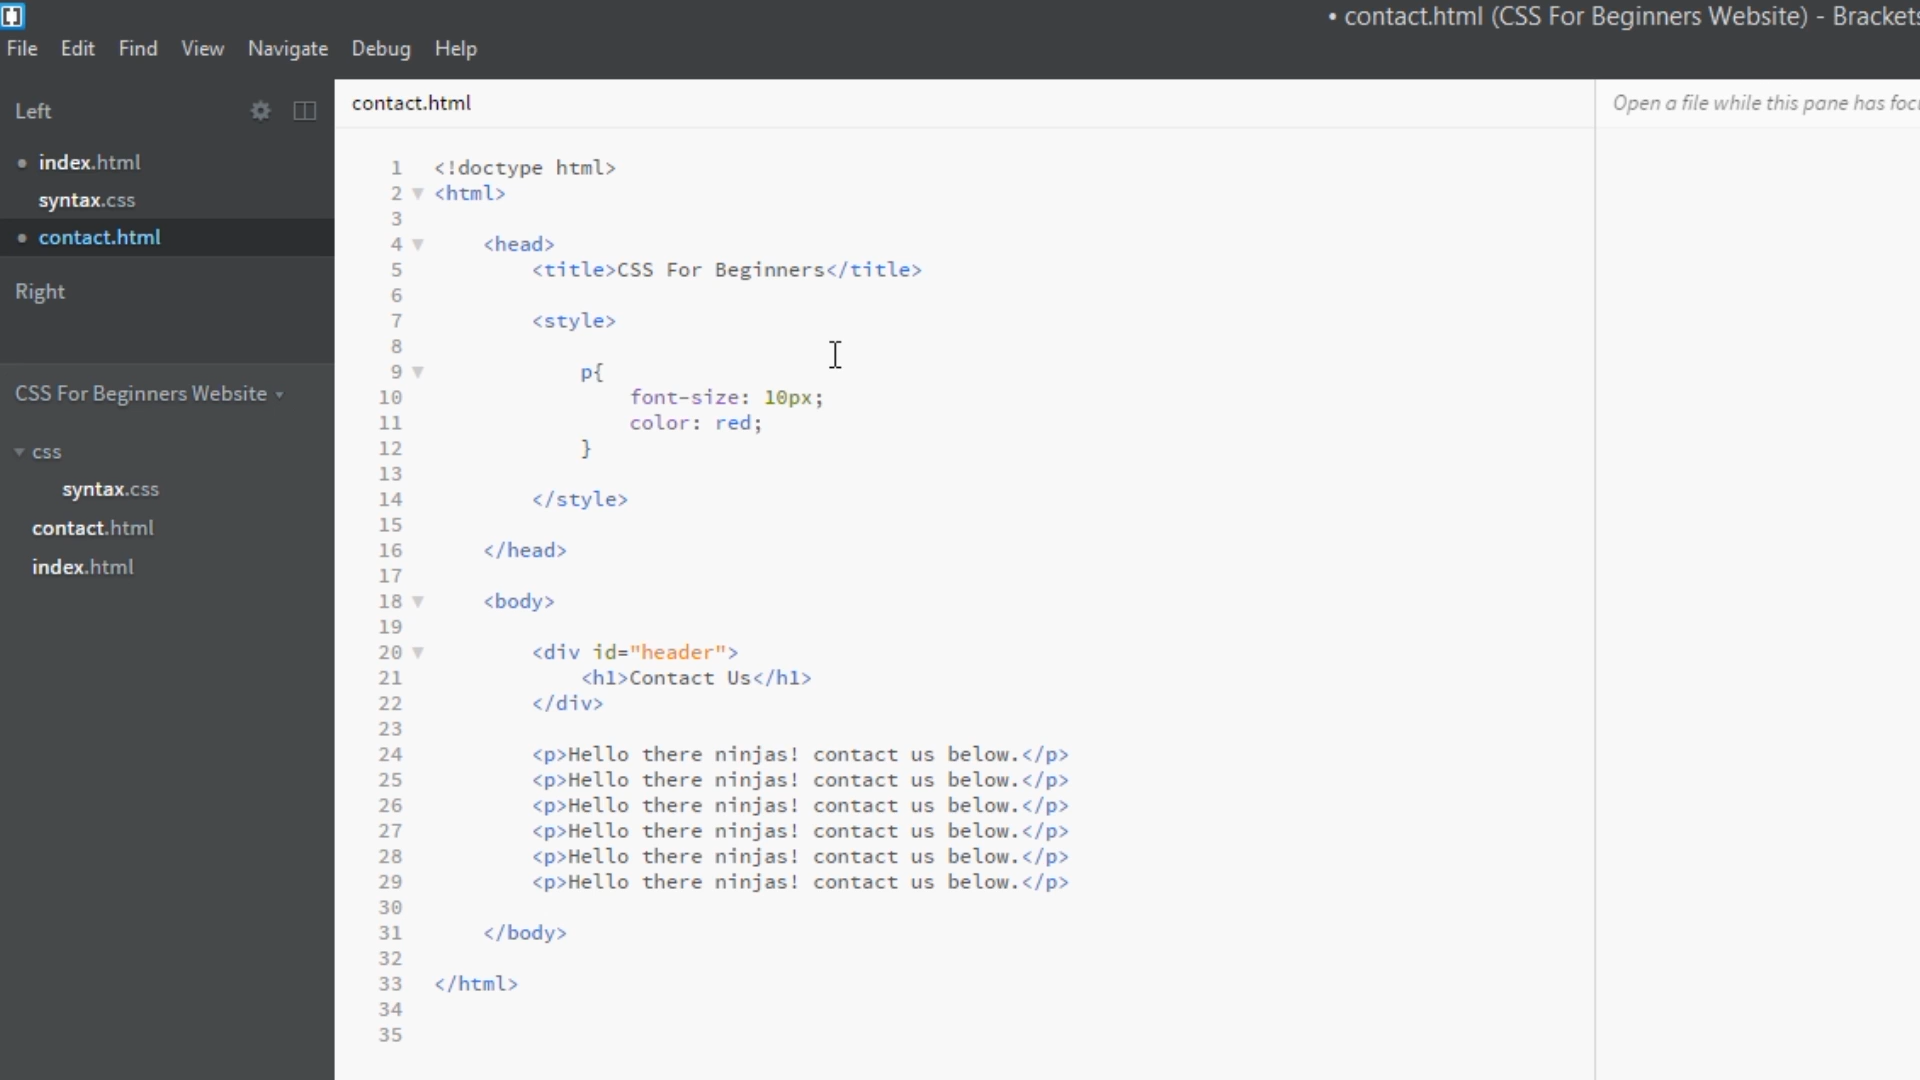 • contact.html (CSS For Beginners Website) - Brackets
File Edit Find View Navigate Debug Help
Left
index.html
syntax.css
contact.html
Right
CSS For Beginners Website
css
syntax.css
contact.html
index.html
contact.html
Open a file while this pane has
1 <!doctype html>
2 <html>
3
4 <head>
5 <title>CSS For Beginners</title>
6
7 <style>
8
9 p{
10 font-size: 10px;
11 color: red;
12 }
13
14 </style>
15
16 </head>
17
18 <body>
19
20 <div id="header">
21 <h1>Contact Us</h1>
22 </div>
23
24 <p>Hello there ninjas! contact us below.</p>
25 <p>Hello there ninjas! contact us below.</p>
26 <p>Hello there ninjas! contact us below.</p>
27 <p>Hello there ninjas! contact us below.</p>
28 <p>Hello there ninjas! contact us below.</p>
29 <p>Hello there ninjas! contact us below.</p>
30
31 </body>
32
33 </html>
34
35